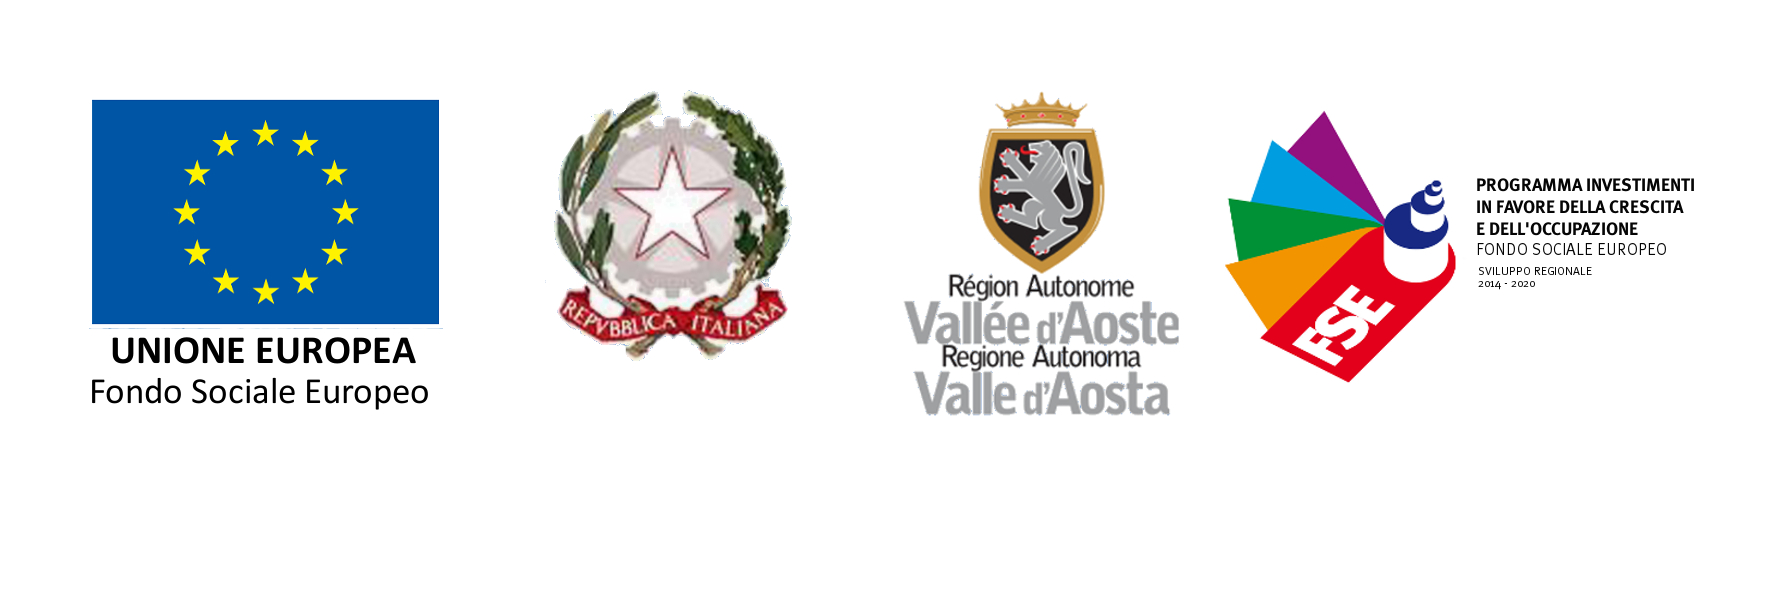 UNIONE EUROPEA
Fondo Sociale Europeo
REPVBBLICA ITALIANA
Région Autonome
Vallée d'Aoste
Regione Autonoma
Valle d'Aosta
FSE
PROGRAMMA INVESTIMENTI
IN FAVORE DELLA CRESCITA
E DELL'OCCUPAZIONE
FONDO SOCIALE EUROPEO
SVILUPPO REGIONALE
2014 - 2020